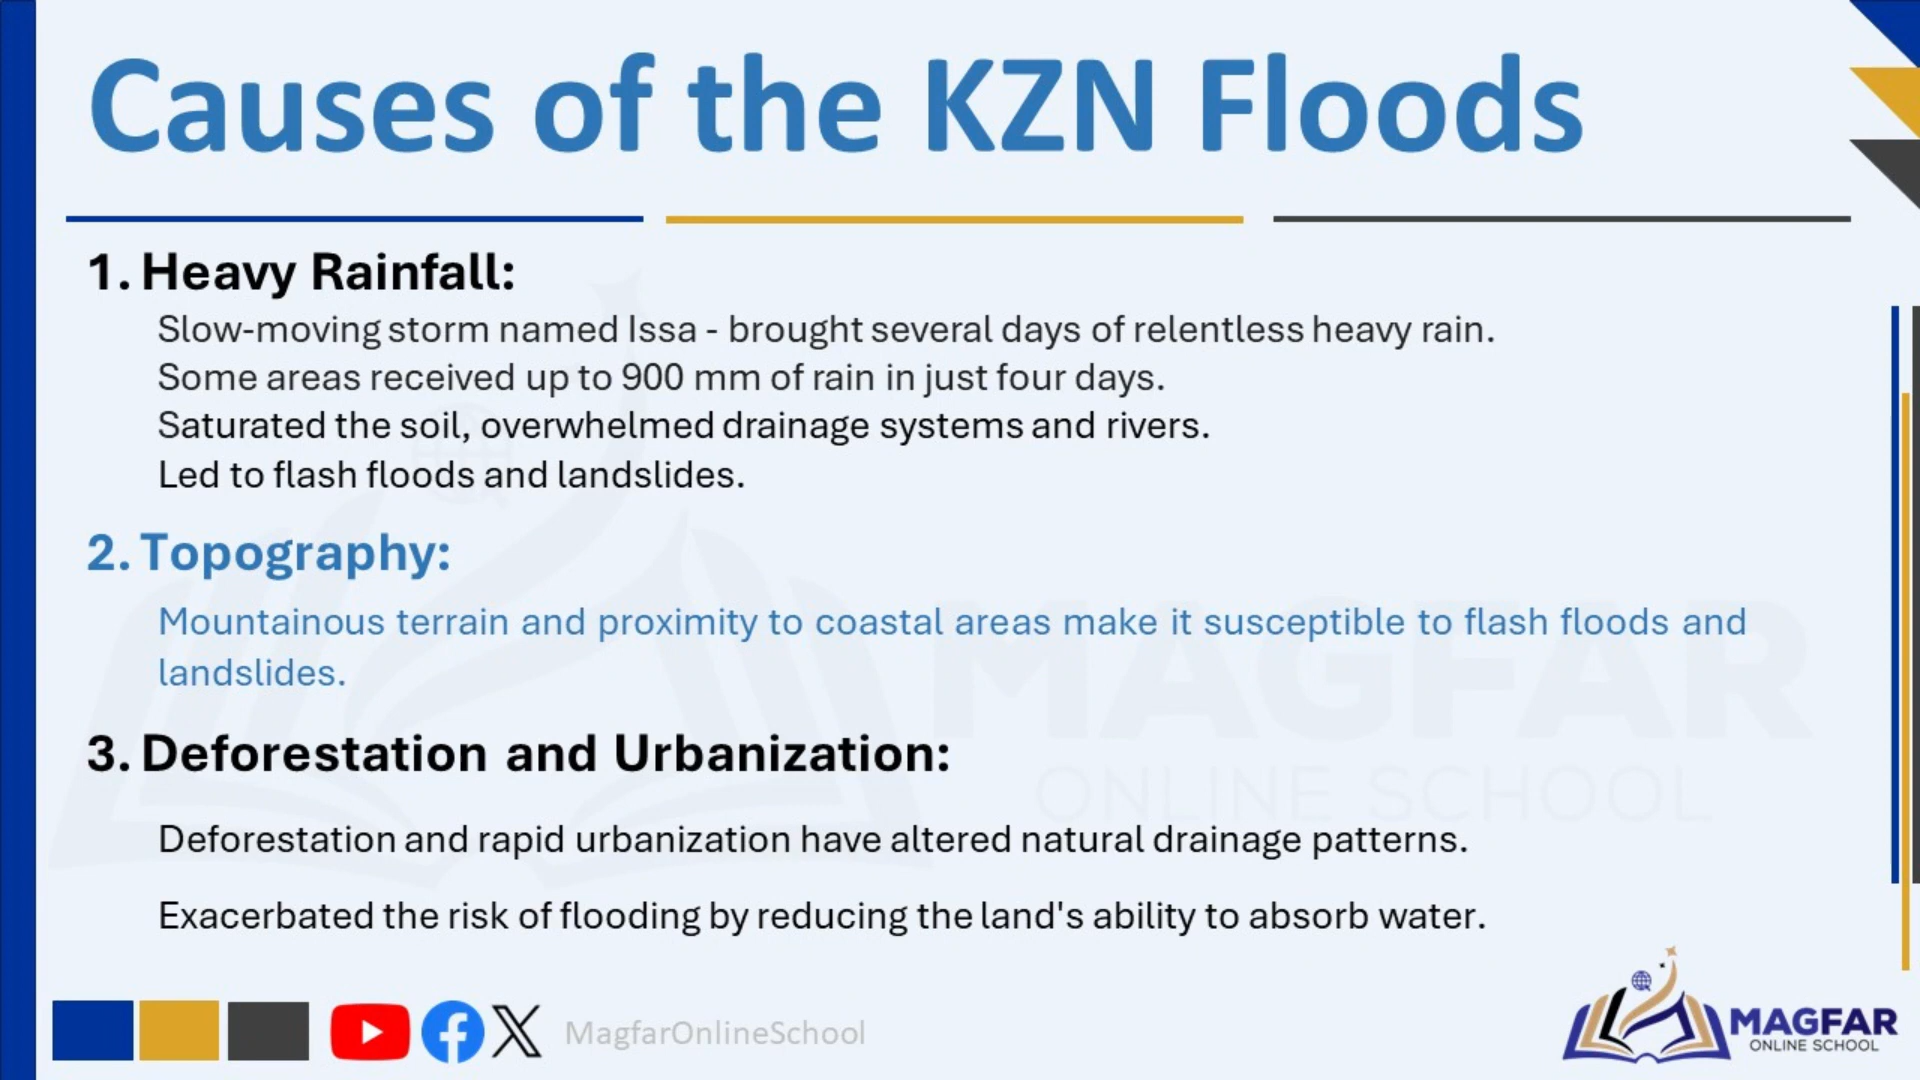 Causes of the KZN Floods
1. Heavy Rainfall:
Slow-moving storm named Issa - brought several days of relentless heavy rain.
Some areas received up to 900 mm of rain in just four days.
Saturated the soil, overwhelmed drainage systems and rivers.
Led to flash floods and landslides.
2. Topography:
Mountainous terrain and proximity to coastal areas make it susceptible to flash floods and
landslides.
MAGFAR
ONLINE SCHOOL
3. Deforestation and Urbanization:
Deforestation and rapid urbanization have altered natural drainage patterns.
Exacerbated the risk of flooding by reducing the land's ability to absorb water.
MagfarOnlineSchool
MAGFAR
ONLINE SCHOOL